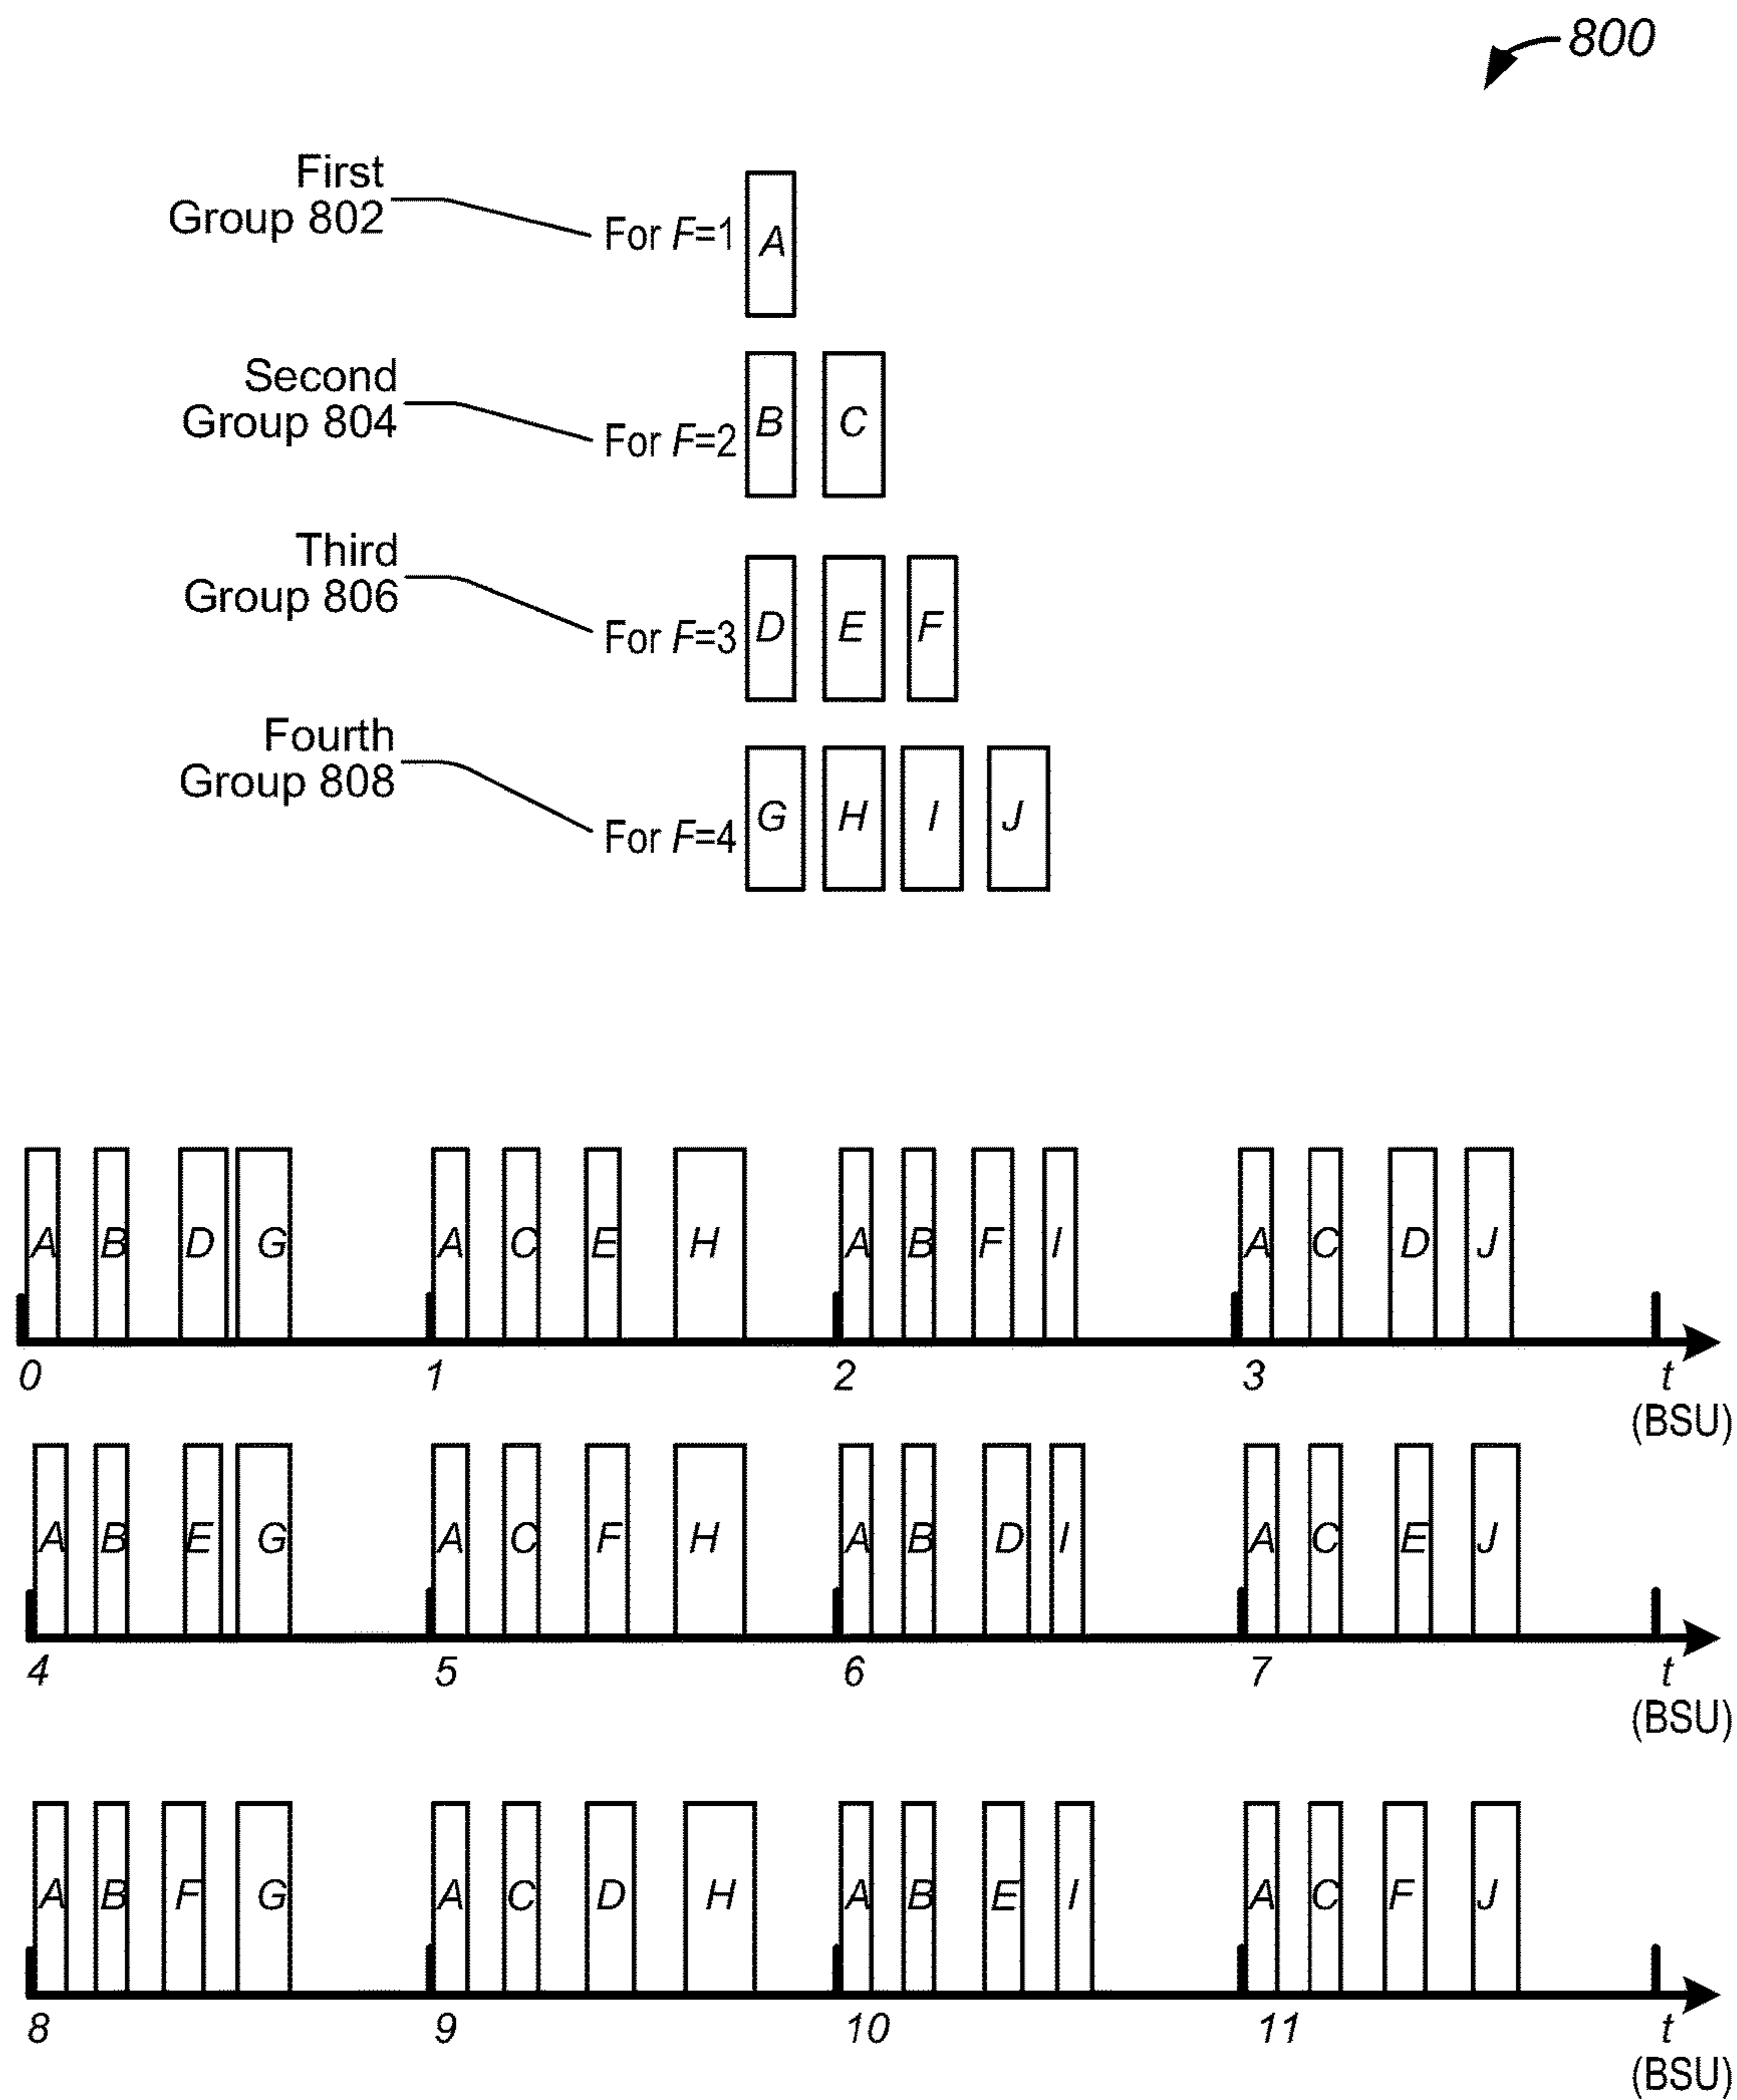 800
First
Group 802
For F=1
A
Second
Group 804
For F=2
B C
Third
Group 806
For F=3
D E F
Fourth
Group 808
For F=4
G H I J
A B D G A C E H A B F I A C D J
0 1 2 3 t
(BSU)
A B E G A C F H A B D I A C E J
4 5 6 7 t
(BSU)
A B F G A C D H A B E I A C F J
8 9 10 11 t
(BSU)